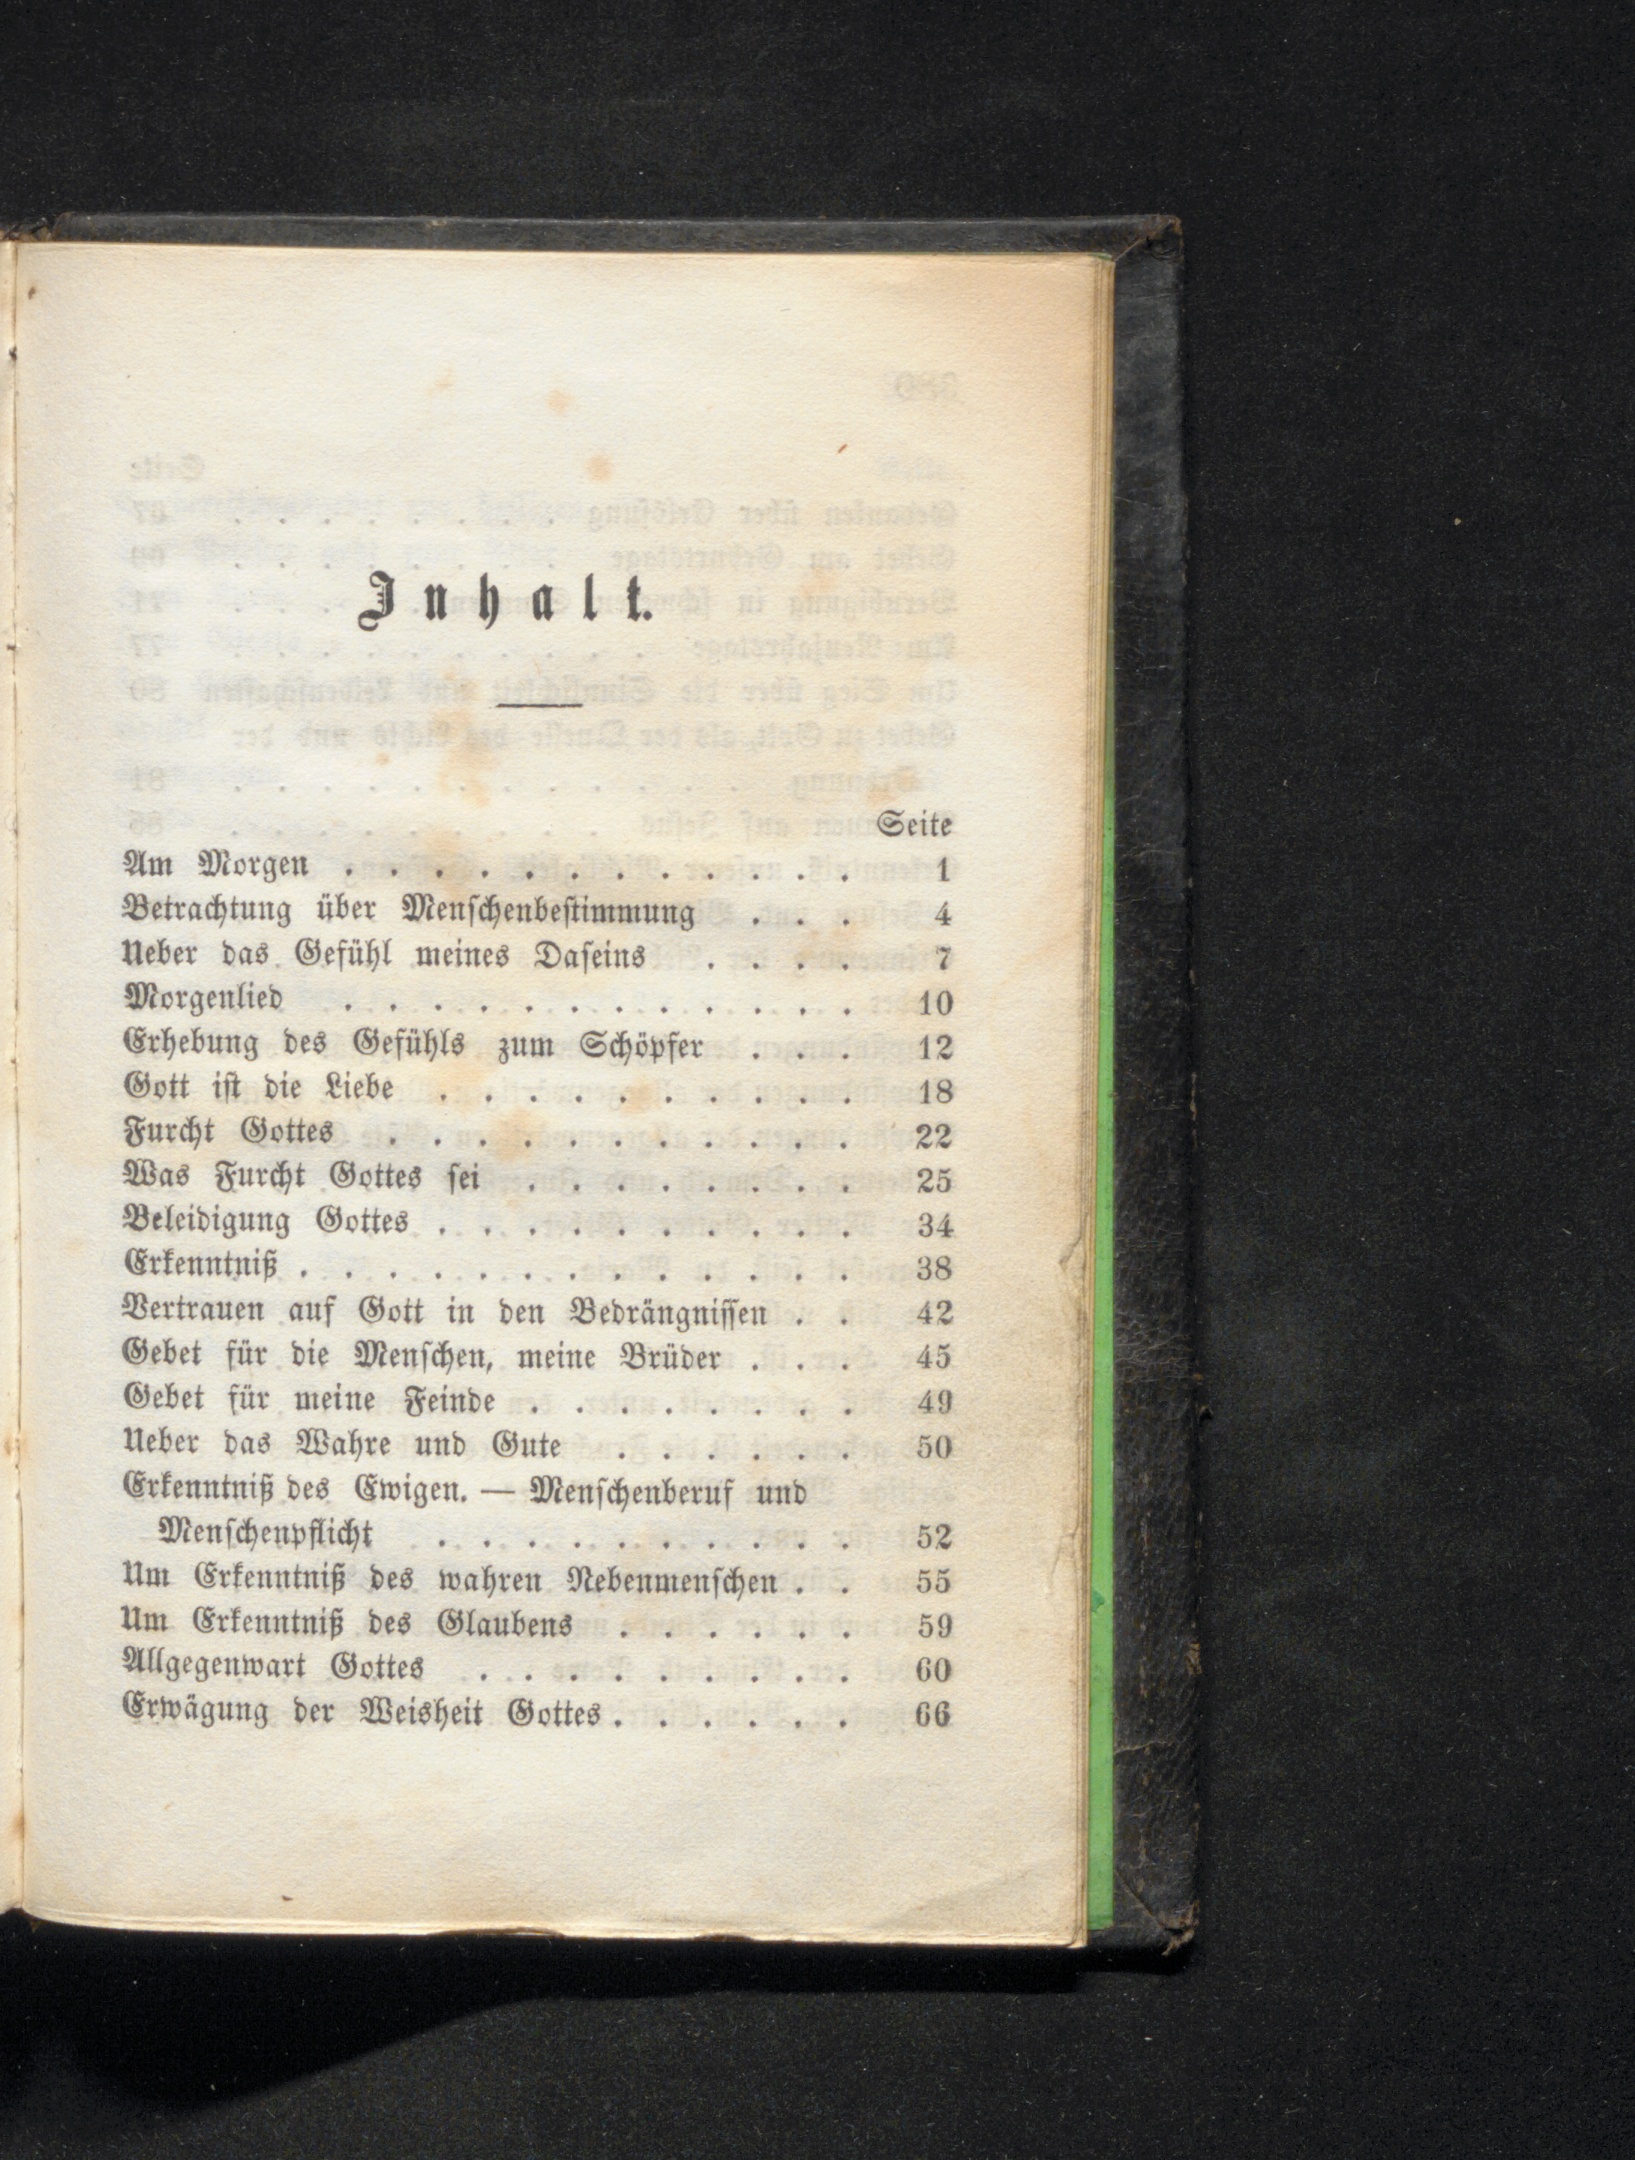 Inhalt.
Seite
Am Morgen . . . . . . . . . . . . 1
Betrachtung über Menschenbestimmung . . . 4
Ueber das Gefühl meines Daseins . . . . 7
Morgenlied . . . . . . . . . . . . 10
Erhebung des Gefühls zum Schöpfer . . . 12
Gott ist die Liebe . . . . . . . . . . 18
Furcht Gottes . . . . . . . . . . . 22
Was Furcht Gottes sei . . . . . . . . 25
Beleidigung Gottes . . . . . . . . . . 34
Erkenntniß . . . . . . . . . . . . . 38
Vertrauen auf Gott in den Bedrängnissen . . 42
Gebet für die Menschen, meine Brüder . . . 45
Gebet für meine Feinde . . . . . . . . 49
Ueber das Wahre und Gute . . . . . . 50
Erkenntniß des Ewigen. — Menschenberuf und
Menschenpflicht . . . . . . . . . . 52
Um Erkenntniß des wahren Nebenmenschen . . 55
Um Erkenntniß des Glaubens . . . . . . 59
Allgegenwart Gottes . . . . . . . . . 60
Erwägung der Weisheit Gottes . . . . . . 66